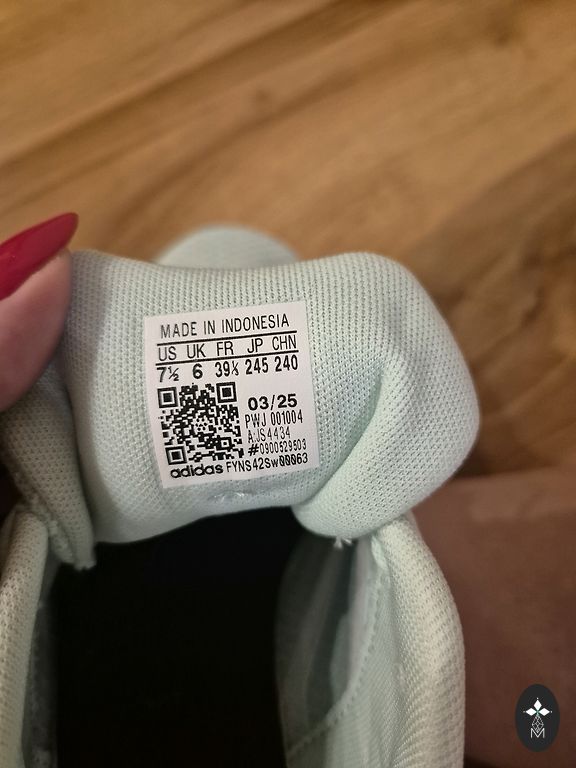 MADE IN INDONESIA
US UK FR JP CHN
7½ 6 39⅓ 245 240
03/25
PWJ 001004
A:JS4434
#0900529503
adidas FYNS42Sw00063
M